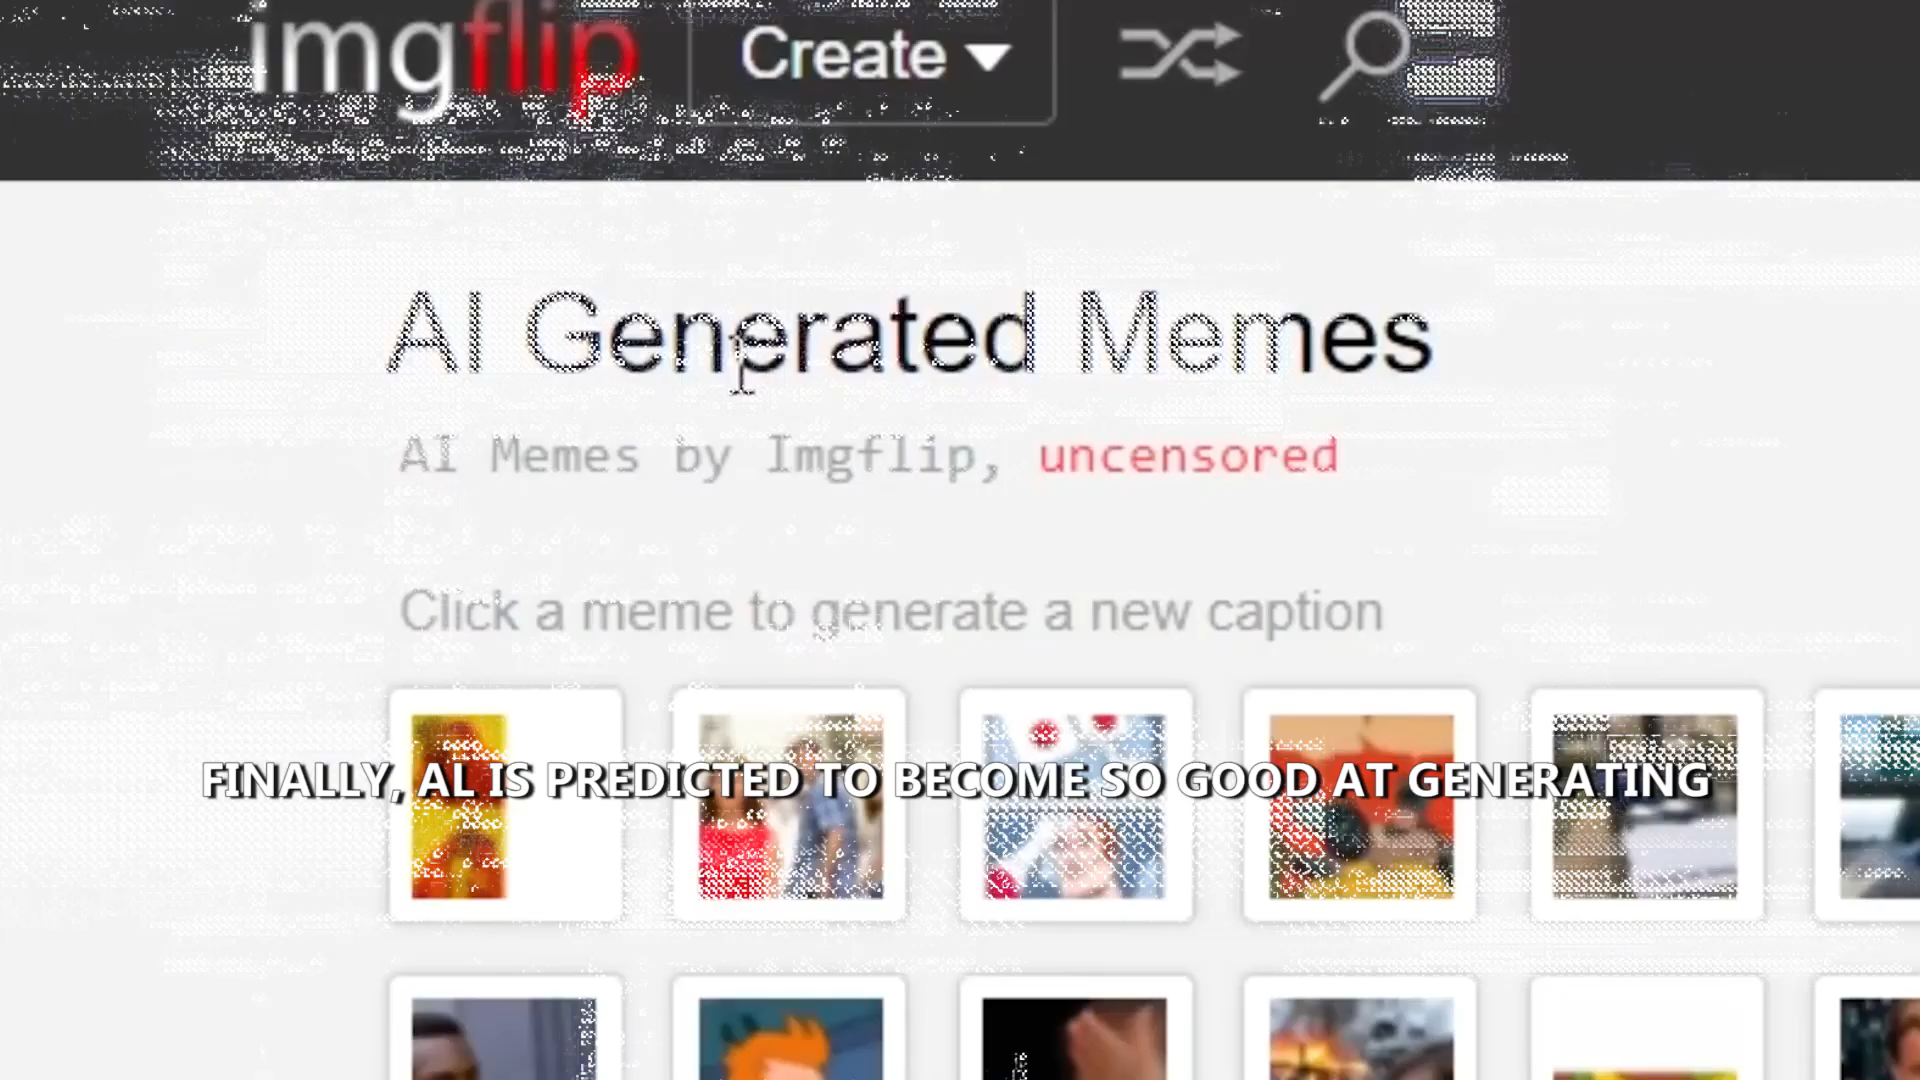 imgflip Create
AI Generated Memes
AI Memes by Imgflip, uncensored
Click a meme to generate a new caption
FINALLY, AL IS PREDICTED TO BECOME SO GOOD AT GENERATING